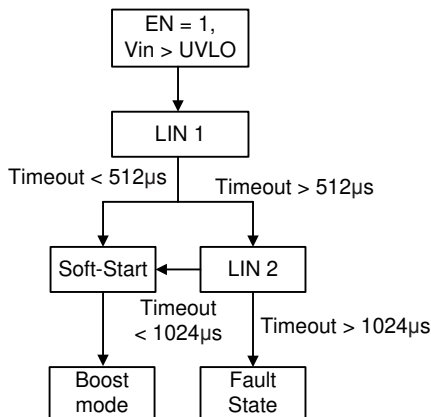 EN = 1,
Vin > UVLO
LIN 1
Timeout < 512µs
Timeout > 512µs
Soft-Start
LIN 2
Timeout
< 1024µs
Timeout > 1024µs
Boost
mode
Fault
State